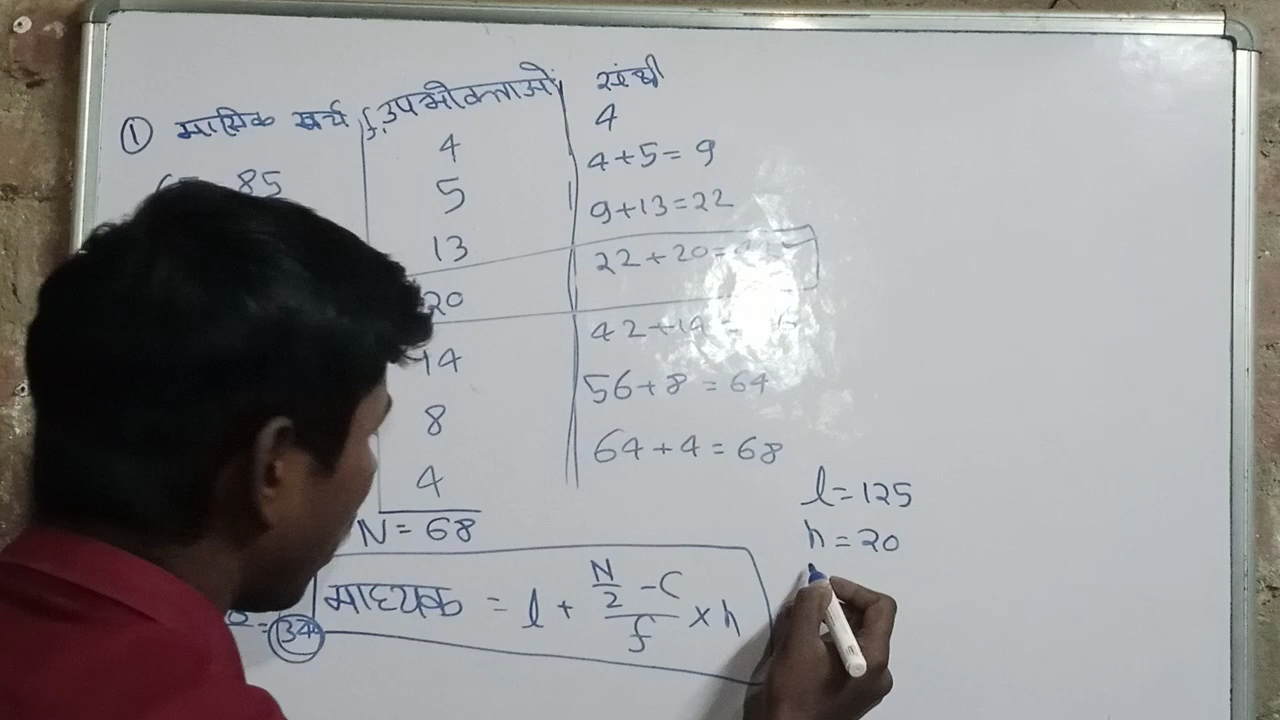 ① मासिक खर्च f, उपभोक्ताओं संची
4 4
85 5 4+5=9
13 9+13=22
20 22+20=
14 42+14=
8 56+8=64
4 64+4=68
N=68
l=125
h=20
माध्यक = l + (N/2 - C)/f × h
= 34